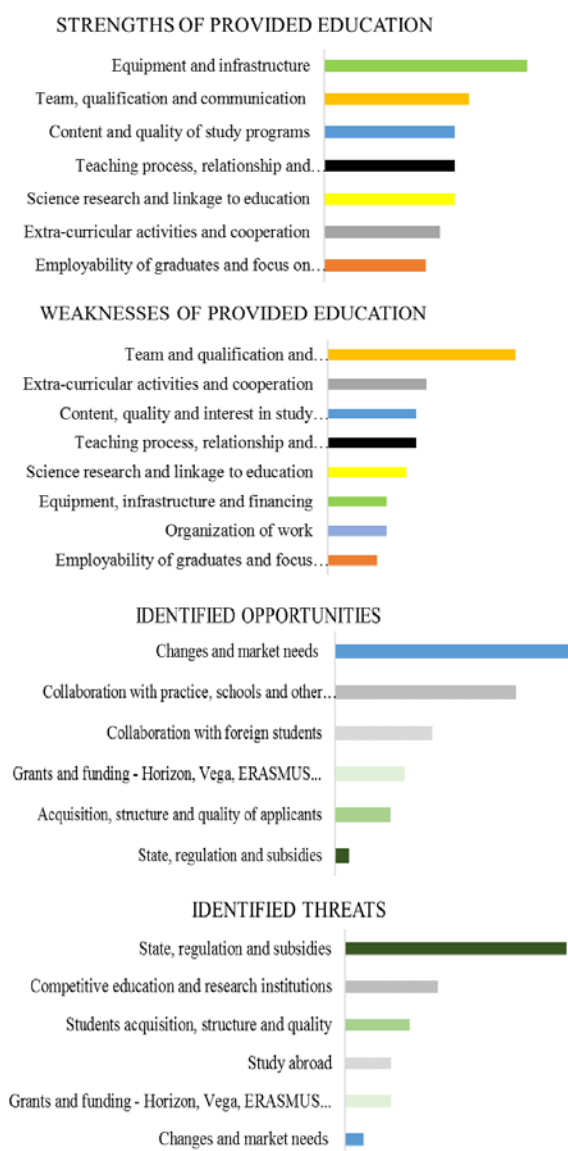 STRENGTHS OF PROVIDED EDUCATION
Equipment and infrastructure
Team, qualification and communication
Content and quality of study programs
Teaching process, relationship and…
Science research and linkage to education
Extra-curricular activities and cooperation
Employability of graduates and focus on…
WEAKNESSES OF PROVIDED EDUCATION
Team and qualification and…
Extra-curricular activities and cooperation
Content, quality and interest in study…
Teaching process, relationship and…
Science research and linkage to education
Equipment, infrastructure and financing
Organization of work
Employability of graduates and focus…
IDENTIFIED OPPORTUNITIES
Changes and market needs
Collaboration with practice, schools and other…
Collaboration with foreign students
Grants and funding - Horizon, Vega, ERASMUS...
Acquisition, structure and quality of applicants
State, regulation and subsidies
IDENTIFIED THREATS
State, regulation and subsidies
Competitive education and research institutions
Students acquisition, structure and quality
Study abroad
Grants and funding - Horizon, Vega, ERASMUS...
Changes and market needs